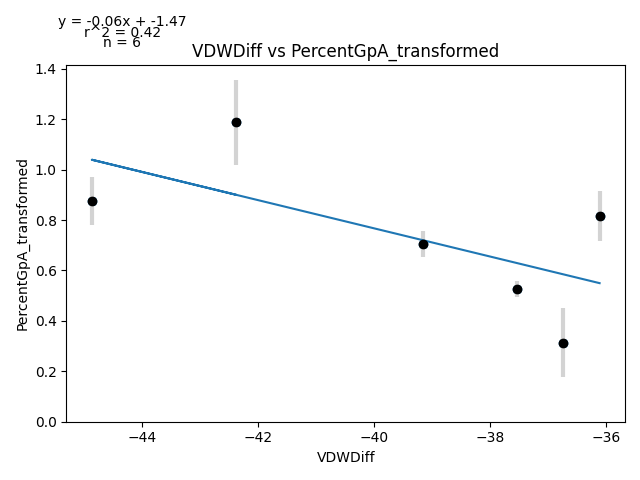 y = -0.06x + -1.47
r^2 = 0.42
n = 6
VDWDiff vs PercentGpA_transformed
PercentGpA_transformed
1.4
1.2
1.0
0.8
0.6
0.4
0.2
0.0
−44
−42
−40
−38
−36
VDWDiff